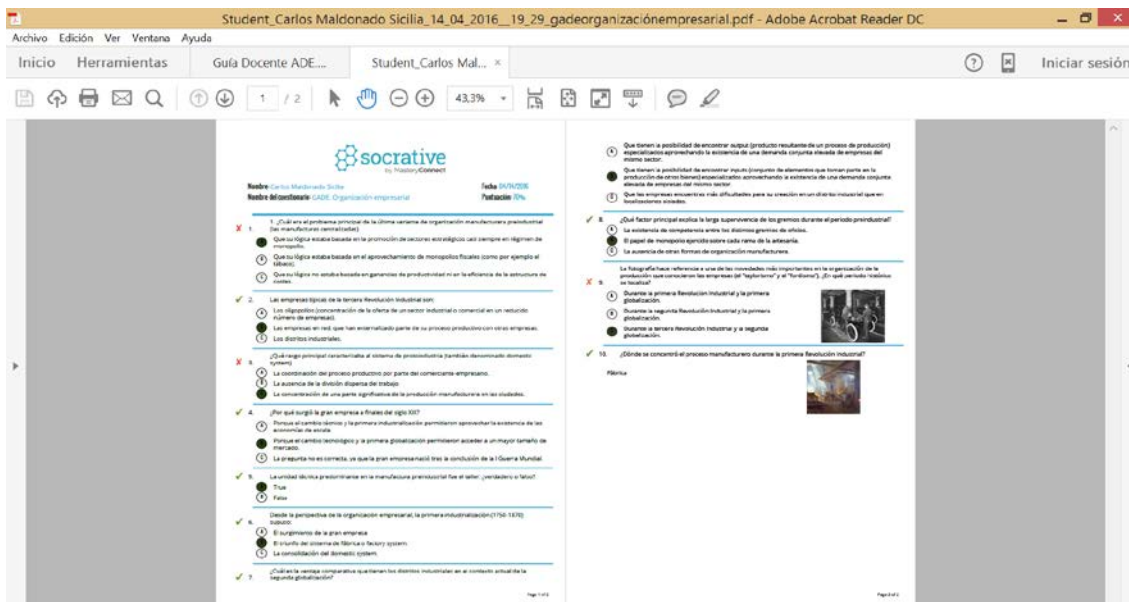 Student_Carlos Maldonado Sicilia_14_04_2016__19_29_gadeorganizaciónempresarial.pdf - Adobe Acrobat Reader DC
Archivo Edición Ver Ventana Ayuda
Inicio Herramientas Guía Docente ADE.... Student_Carlos Mal... × Iniciar sesión
1 / 2 43,3%
socrative
by MasteryConnect
Nombre: Carlos Maldonado Sicilia Fecha: 04/14/2016
Nombre del cuestionario: GADE. Organización empresarial Puntuación: 70%
1. ¿Cuál era el problema principal de la última variante de organización manufacturera preindustrial
1. (las manufacturas centralizadas)
Que su lógica estaba basada en la promoción de sectores estratégicos casi siempre en régimen de
monopolio.
B Que su lógica estaba basada en el aprovechamiento de monopolios fiscales (como por ejemplo el
tabaco).
C Que su lógica no estaba basada en ganancias de productividad ni en la eficiencia de la estructura de
costes.
2. Las empresas típicas de la tercera Revolución Industrial son:
A Los oligopolios (concentración de la oferta de un sector industrial o comercial en un reducido
número de empresas).
Las empresas en red, que han externalizado parte de su proceso productivo con otras empresas.
C Los distritos industriales.
¿Qué rasgo principal caracterizaba al sistema de protoindustria (también denominado domestic
3. system)
A La coordinación del proceso productivo por parte del comerciante-empresario.
B La ausencia de la división dispersa del trabajo
La concentración de una parte significativa de la producción manufacturera en las ciudades.
4. ¿Por qué surgió la gran empresa a finales del siglo XIX?
A Porque el cambio técnico y la primera industrialización permitieron aprovechar la existencia de las
economías de escala.
Porque el cambio tecnológico y la primera globalización permitieron acceder a un mayor tamaño de
mercado.
C La pregunta no es correcta, ya que la gran empresa nació tras la conclusión de la I Guerra Mundial.
5. La unidad técnica predominante en la manufactura preindustrial fue el taller: ¿verdadero o falso?
True
B False
Desde la perspectiva de la organización empresarial, la primera industrialización (1750-1870)
6. supuso:
A El surgimiento de la gran empresa
El triunfo del sistema de fábrica o factory system.
C La consolidación del domestic system.
¿Cuál es la ventaja comparativa que tienen los distritos industriales en el contexto actual de la
7. segunda globalización?
Page 1 of 2
A Que tienen la posibilidad de encontrar output (producto resultante de un proceso de producción)
especializados aprovechando la existencia de una demanda conjunta elevada de empresas del
mismo sector.
Que tienen la posibilidad de encontrar inputs (conjunto de elementos que toman parte en la
producción de otros bienes) especializados aprovechando la existencia de una demanda conjunta
elevada de empresas del mismo sector.
C Que las empresas encuentran más dificultades para su creación en un distrito industrial que en
localizaciones aisladas.
8. ¿Qué factor principal explica la larga supervivencia de los gremios durante el periodo preindustrial?
A La existencia de competencia entre los distintos gremios de oficios.
El papel de monopolio ejercido sobre cada rama de la artesanía.
C La ausencia de otras formas de organización manufacturera.
La fotografía hace referencia a una de las novedades más importantes en la organización de la
producción que conocieron las empresas (el "taylorismo" y el "fordismo"). ¿En qué periodo histórico
9. se localiza?
A Durante la primera Revolución Industrial y la primera
globalización.
B Durante la segunda Revolución Industrial y la primera
globalización.
Durante la tercera Revolución Industrial y la segunda
globalización.
10. ¿Dónde se concentró el proceso manufacturero durante la primera Revolución Industrial?
Fábrica
Page 2 of 2